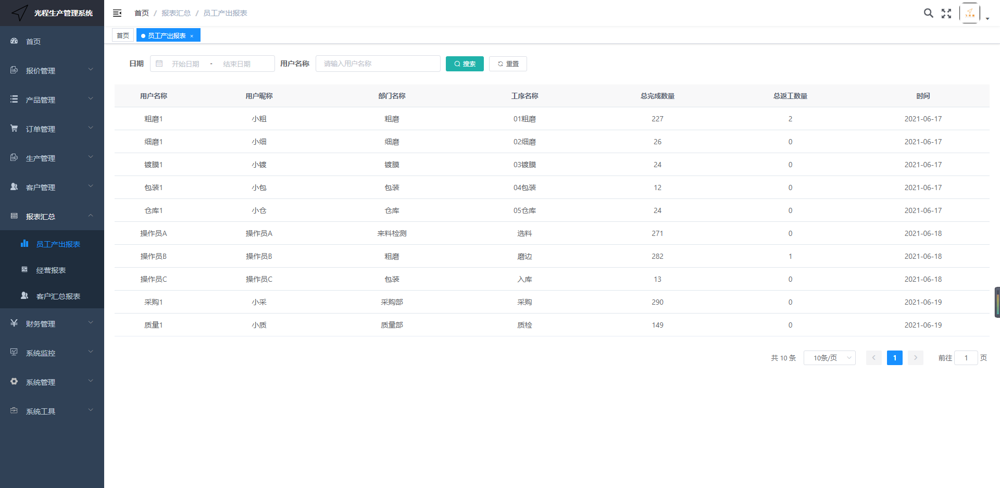 光程生产管理系统
首页 / 报表汇总 / 员工产出报表
首页
员工产出报表 ×
首页
报价管理
产品管理
订单管理
生产管理
客户管理
报表汇总
员工产出报表
经营报表
客户汇总报表
财务管理
系统监控
系统管理
系统工具
日期 开始日期 - 结束日期 用户名称 请输入用户名称 搜索 重置
用户名称 用户昵称 部门名称 工序名称 总完成数量 总返工数量 时间
粗磨1 小粗 粗磨 01粗磨 227 2 2021-06-17
细磨1 小细 细磨 02细磨 26 0 2021-06-17
镀膜1 小镀 镀膜 03镀膜 24 0 2021-06-17
包装1 小包 包装 04包装 12 0 2021-06-17
仓库1 小仓 仓库 05仓库 24 0 2021-06-17
操作员A 操作员A 来料检测 选料 271 0 2021-06-18
操作员B 操作员B 粗磨 磨边 282 1 2021-06-18
操作员C 操作员C 包装 入库 13 0 2021-06-18
采购1 小采 采购部 采购 290 0 2021-06-19
质量1 小质 质量部 质检 149 0 2021-06-19
共 10 条 10条/页 1 前往 1 页